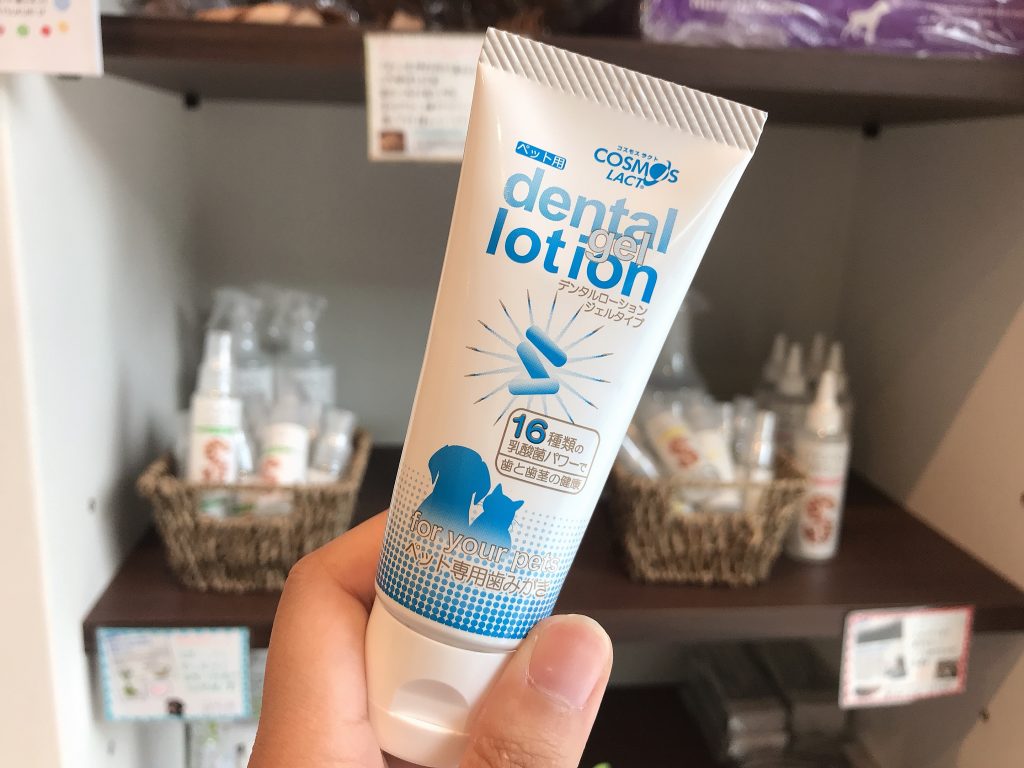 ペット用
コスモスラクト
COSMOS
LACT®
dental
gel
lotion
デンタルローション
ジェルタイプ
16種類の
乳酸菌パワーで
歯と歯茎の健康
for your pets
ペット専用歯みがき